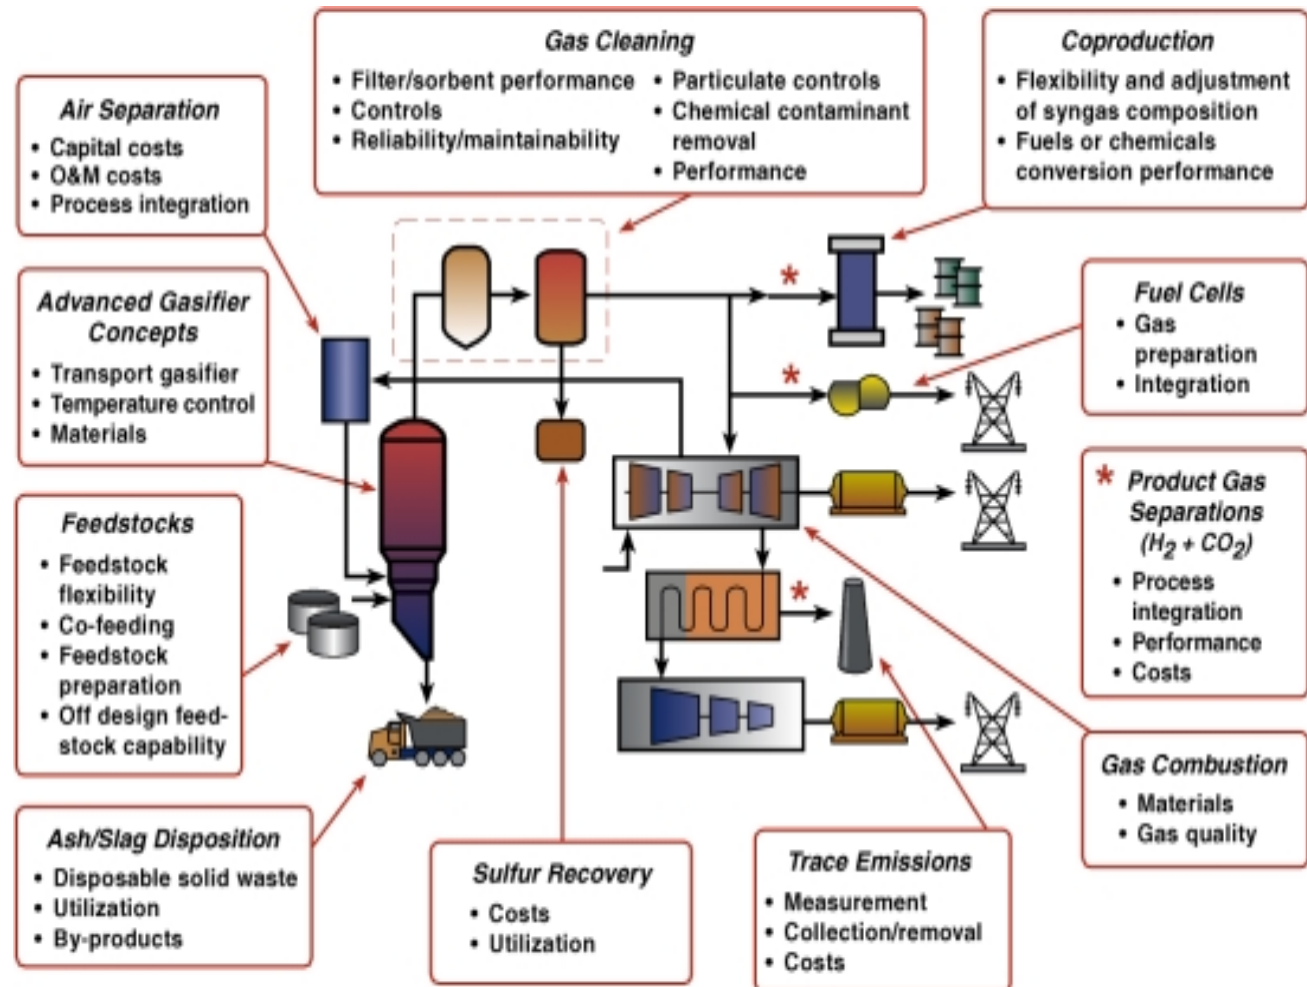 Gas Cleaning
• Filter/sorbent performance
• Controls
• Reliability/maintainability
• Particulate controls
• Chemical contaminant
removal
• Performance
Coproduction
• Flexibility and adjustment
of syngas composition
• Fuels or chemicals
conversion performance
Air Separation
• Capital costs
• O&M costs
• Process integration
Advanced Gasifier
Concepts
• Transport gasifier
• Temperature control
• Materials
Fuel Cells
• Gas
preparation
• Integration
*
*
*
Feedstocks
• Feedstock
flexibility
• Co-feeding
• Feedstock
preparation
• Off design feed-
stock capability
* Product Gas
Separations
(H₂ + CO₂)
• Process
integration
• Performance
• Costs
Gas Combustion
• Materials
• Gas quality
Ash/Slag Disposition
• Disposable solid waste
• Utilization
• By-products
Sulfur Recovery
• Costs
• Utilization
Trace Emissions
• Measurement
• Collection/removal
• Costs